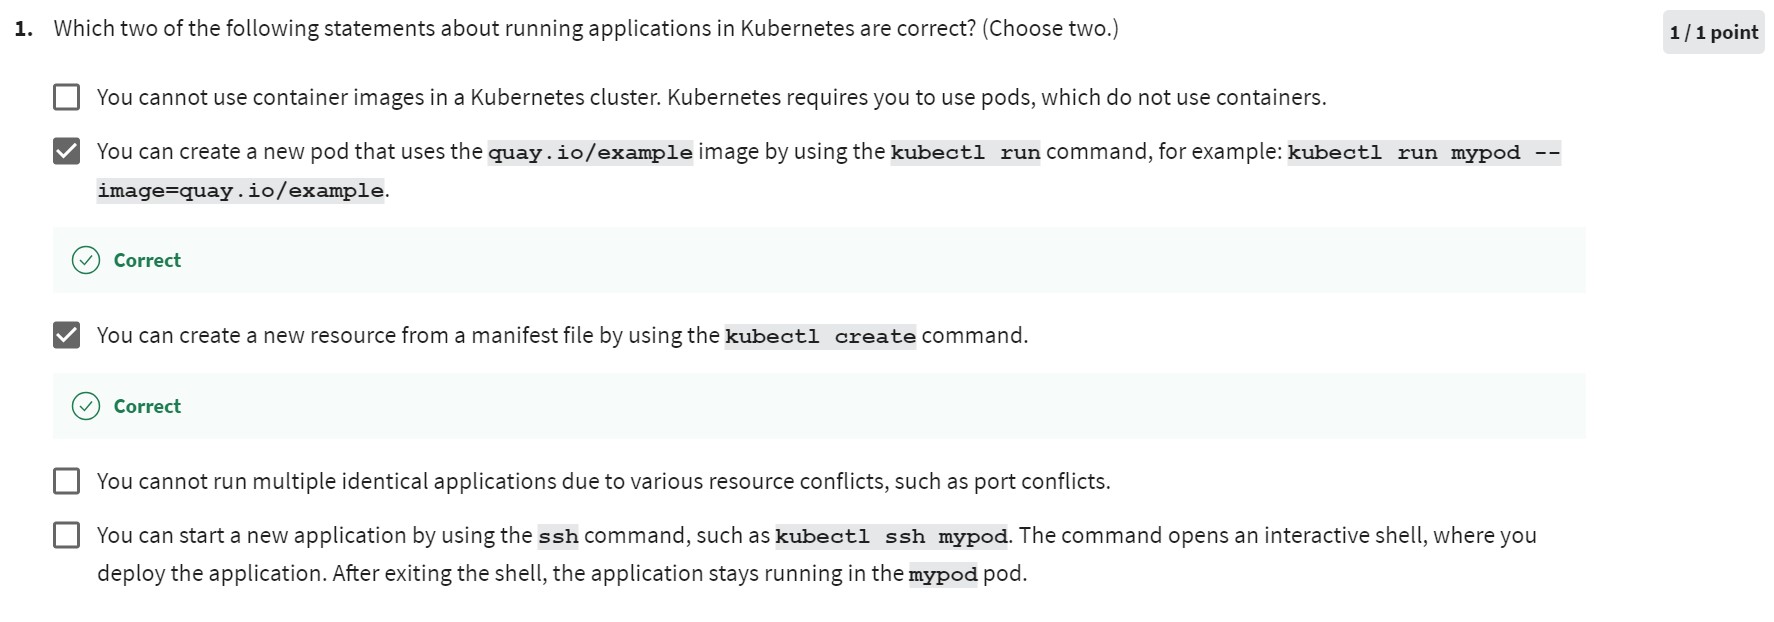 1. Which two of the following statements about running applications in Kubernetes are correct? (Choose two.)
1 / 1 point
You cannot use container images in a Kubernetes cluster. Kubernetes requires you to use pods, which do not use containers.
You can create a new pod that uses the quay.io/example image by using the kubectl run command, for example: kubectl run mypod --
image=quay.io/example.
Correct
You can create a new resource from a manifest file by using the kubectl create command.
Correct
You cannot run multiple identical applications due to various resource conflicts, such as port conflicts.
You can start a new application by using the ssh command, such as kubectl ssh mypod. The command opens an interactive shell, where you
deploy the application. After exiting the shell, the application stays running in the mypod pod.